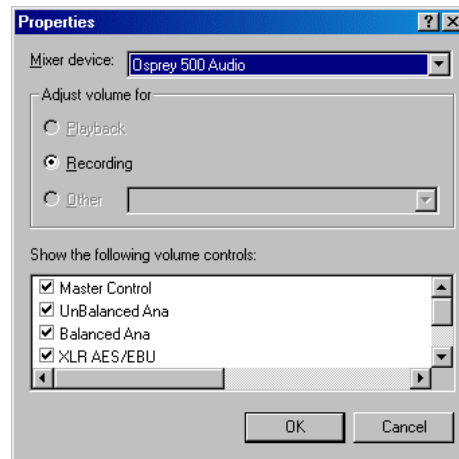 Properties
Mixer device: Osprey 500 Audio
Adjust volume for
Playback
Recording
Other
Show the following volume controls:
Master Control
UnBalanced Ana
Balanced Ana
XLR AES/EBU
OK Cancel